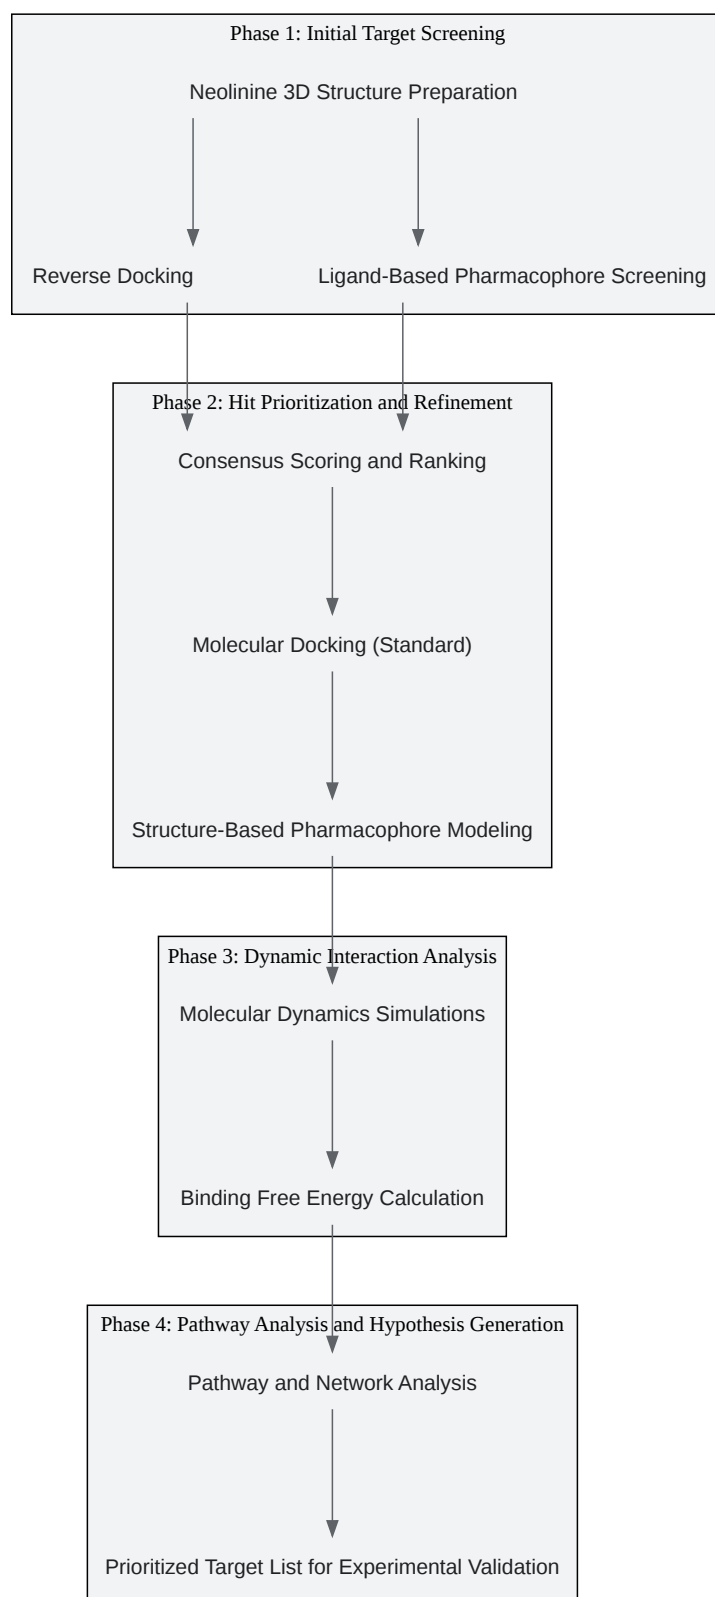 Phase 1: Initial Target Screening
Neolinine 3D Structure Preparation
Reverse Docking
Ligand-Based Pharmacophore Screening
Phase 2: Hit Prioritization and Refinement
Consensus Scoring and Ranking
Molecular Docking (Standard)
Structure-Based Pharmacophore Modeling
Phase 3: Dynamic Interaction Analysis
Molecular Dynamics Simulations
Binding Free Energy Calculation
Phase 4: Pathway Analysis and Hypothesis Generation
Pathway and Network Analysis
Prioritized Target List for Experimental Validation